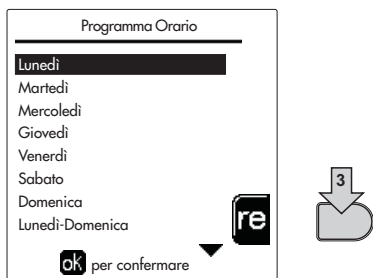 Programma Orario
Lunedì
Martedì
Mercoledì
Giovedì
Venerdì
Sabato
Domenica
Lunedì-Domenica
re
ok per confermare
3